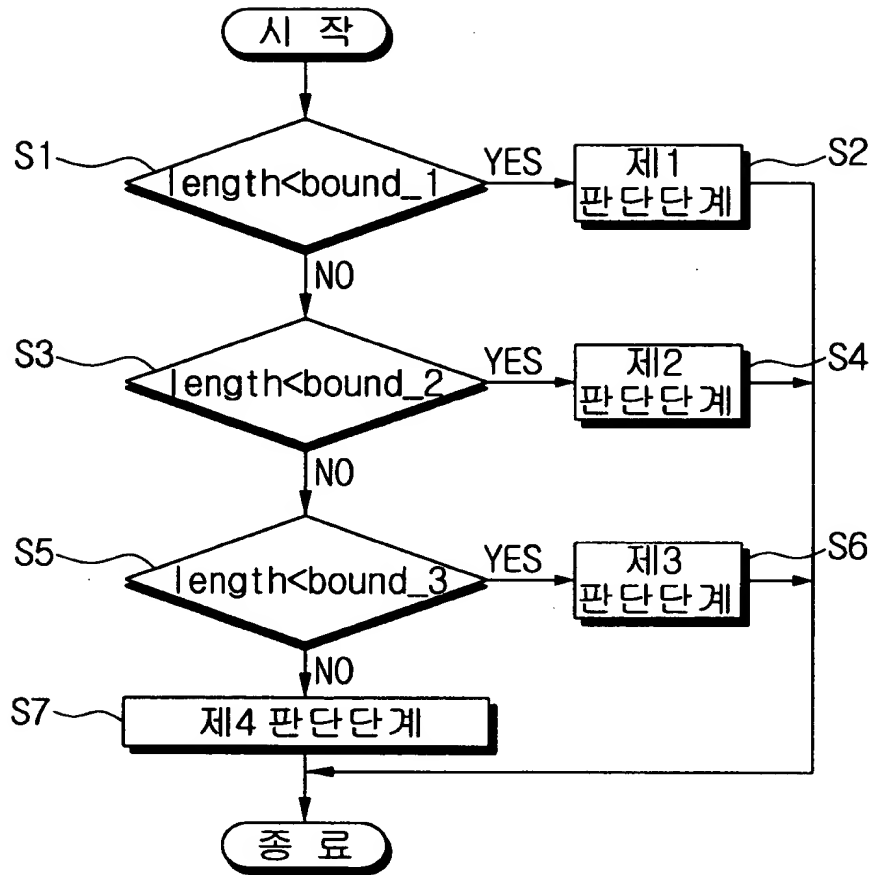 시 작
S1
length<bound_1
YES
제1
판단단계
S2
NO
S3
length<bound_2
YES
제2
판단단계
S4
NO
S5
length<bound_3
YES
제3
판단단계
S6
NO
S7
제4 판단단계
종 료